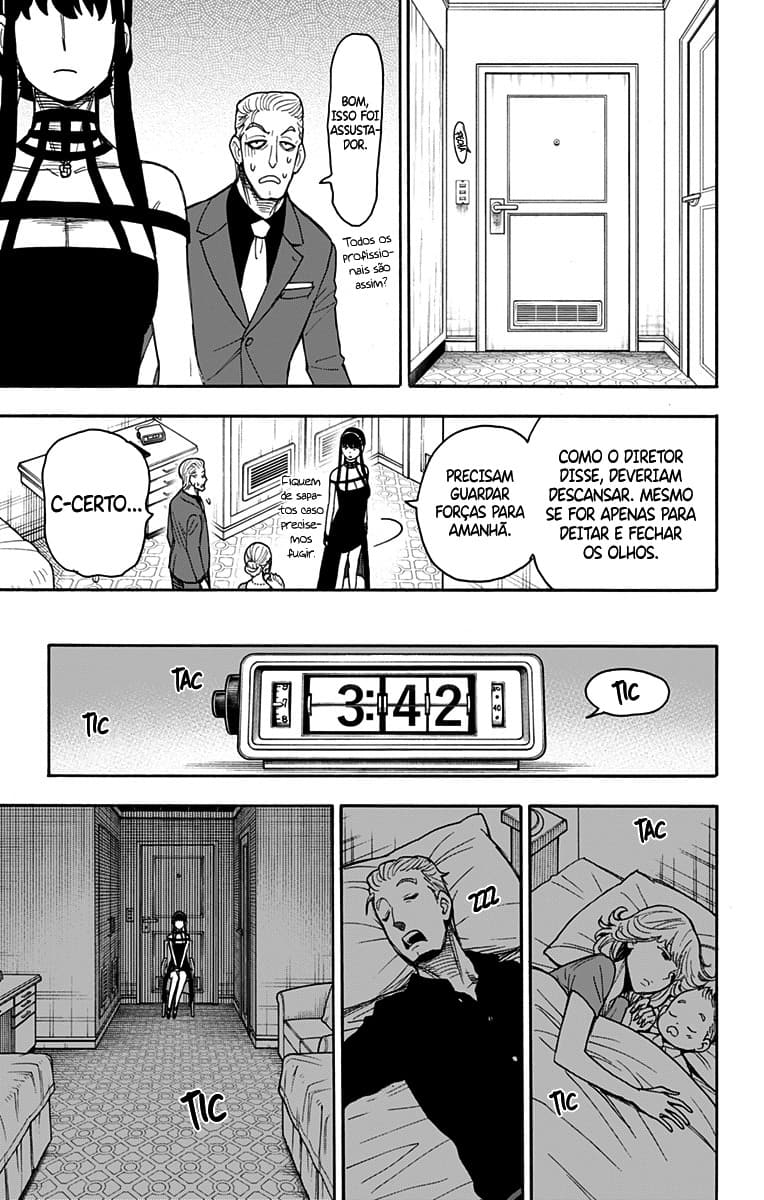 FECHA
BOM,
ISSO FOI
ASSUSTA-
DOR.
Todos os
profissio-
nais são
assim?
COMO O DIRETOR
DISSE, DEVERIAM
DESCANSAR. MESMO
SE FOR APENAS PARA
DEITAR E FECHAR
OS OLHOS.
PRECISAM
GUARDAR
FORÇAS PARA
AMANHÃ.
Fiquem
de sapa-
tos caso
precise-
mos
fugir.
C-CERTO...
TIC
3:42
TAC
TIC
TAC
TIC
ZZZ
TIC